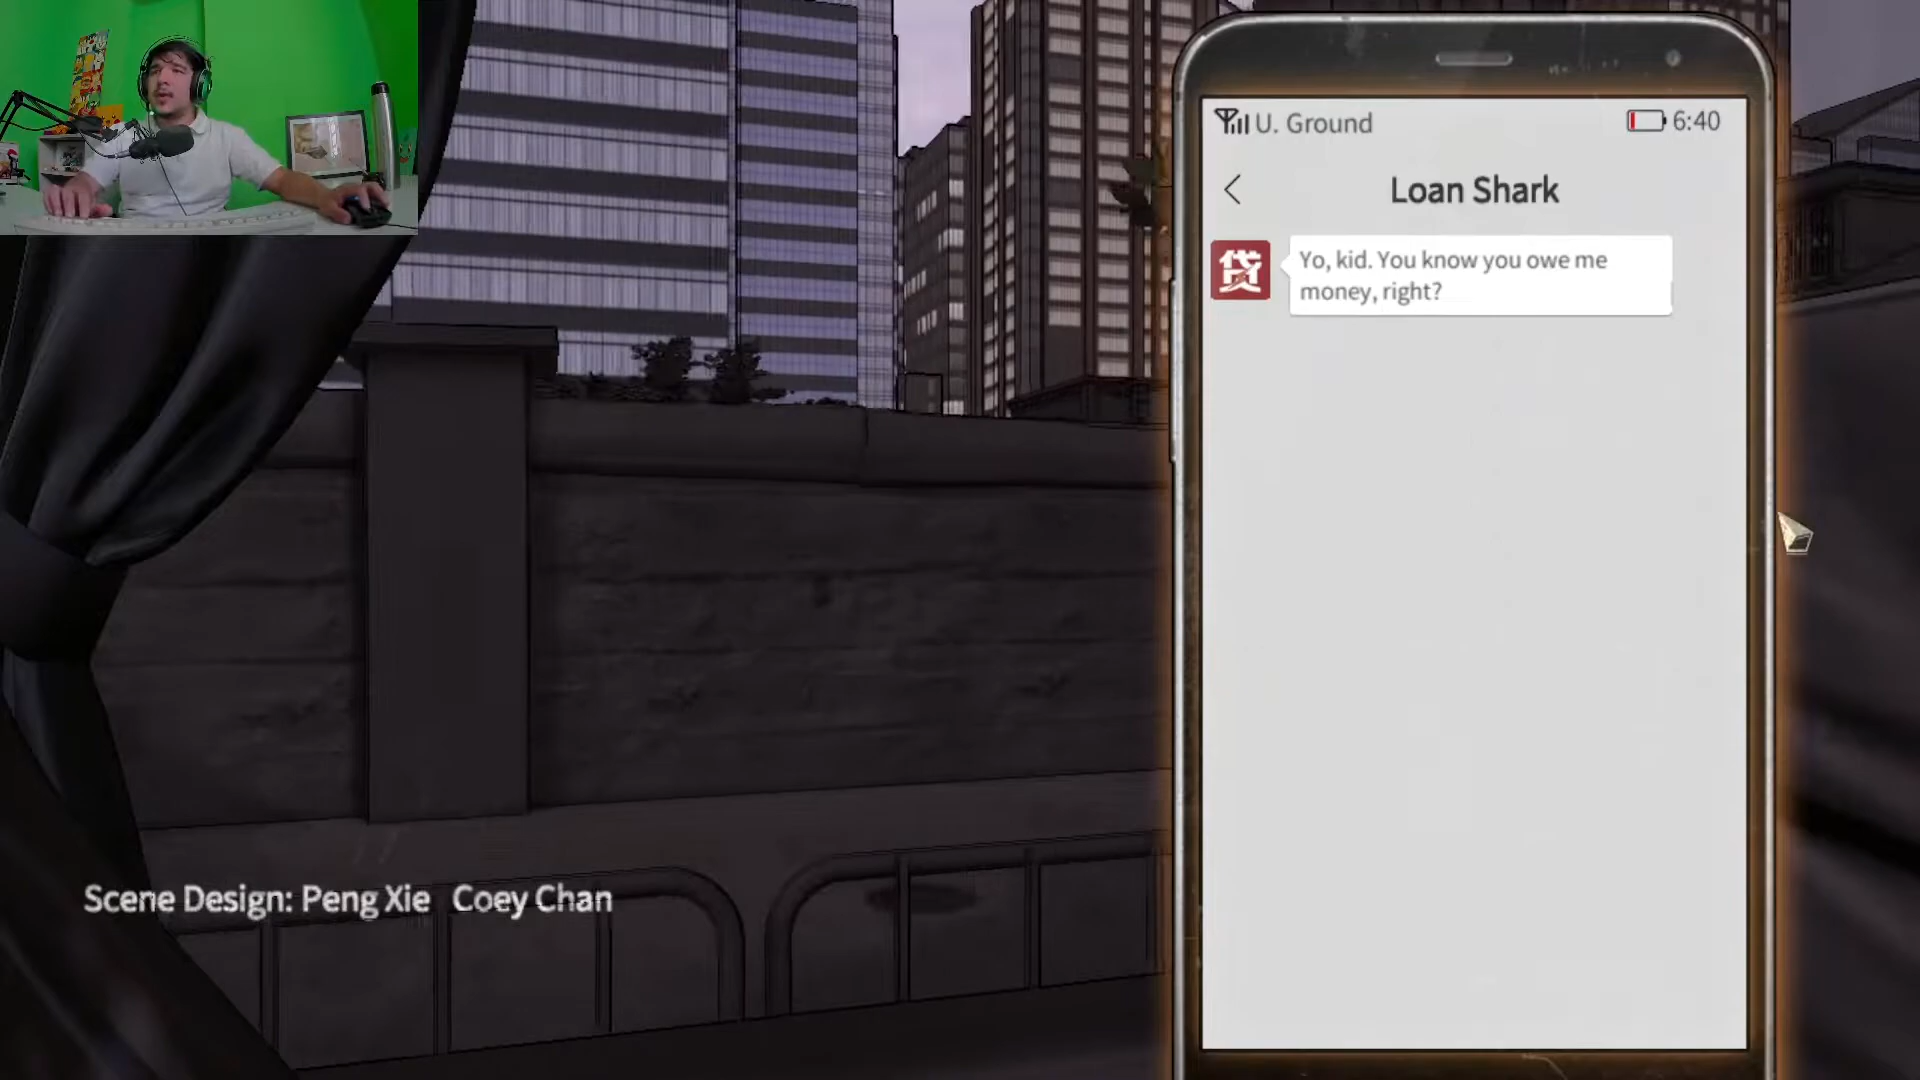 U. Ground
6:40
Loan Shark
贷
Yo, kid. You know you owe me
money, right?
Scene Design: Peng Xie Coey Chan